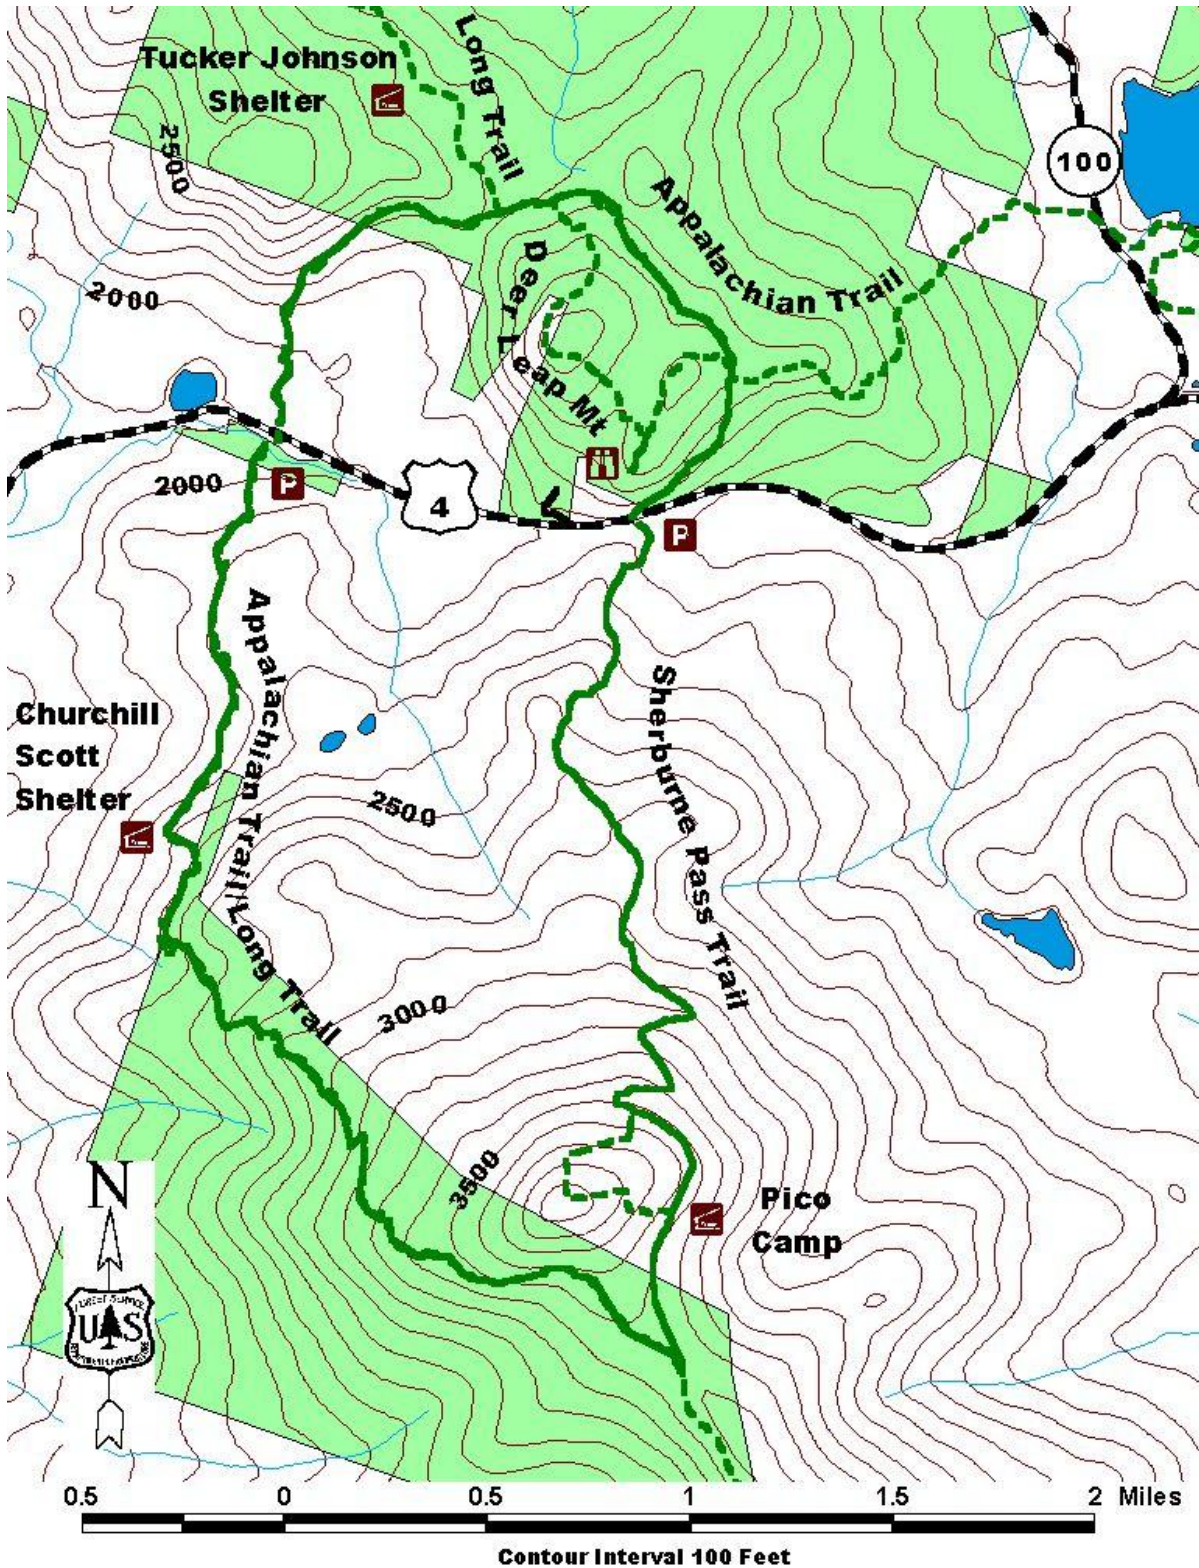 Long Trail
Tucker Johnson
Shelter
2500
100
Appalachian Trail
Deer Leap Mt
2000
2000
P
4
P
Appalachian Trail/Long Trail
Sherburne Pass Trail
Churchill
Scott
Shelter
2500
3000
3500
Pico
Camp
N
US
0.5 0 0.5 1 1.5 2 Miles
Contour Interval 100 Feet